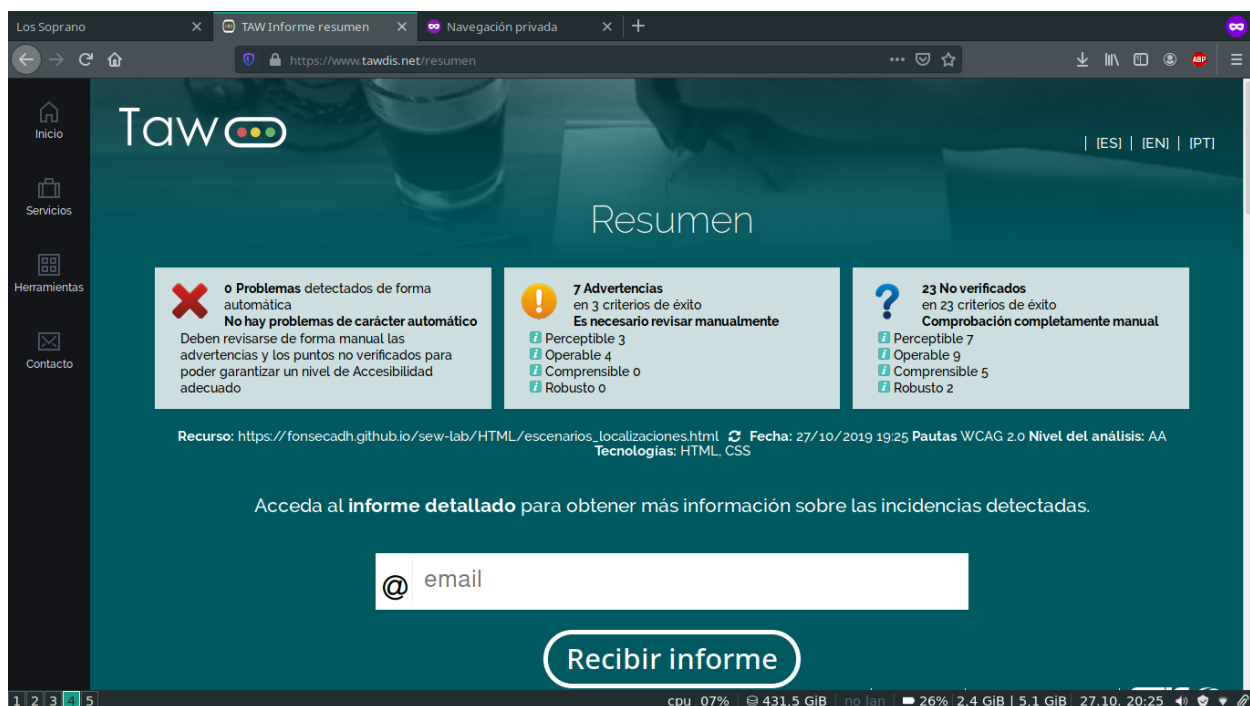 Los Soprano
TAW Informe resumen
Navegación privada
https://www.tawdis.net/resumen
ABP
Inicio
Servicios
Herramientas
Contacto
Taw
| [ES] | [EN] | [PT]
Resumen
0 Problemas detectados de forma
automática
No hay problemas de carácter automático
Deben revisarse de forma manual las
advertencias y los puntos no verificados para
poder garantizar un nivel de Accesibilidad
adecuado
7 Advertencias
en 3 criterios de éxito
Es necesario revisar manualmente
Perceptible 3
Operable 4
Comprensible 0
Robusto 0
23 No verificados
en 23 criterios de éxito
Comprobación completamente manual
Perceptible 7
Operable 9
Comprensible 5
Robusto 2
Recurso: https://fonsecadh.github.io/sew-lab/HTML/escenarios_localizaciones.html Fecha: 27/10/2019 19:25 Pautas WCAG 2.0 Nivel del análisis: AA
Tecnologías: HTML, CSS
Acceda al informe detallado para obtener más información sobre las incidencias detectadas.
@ email
Recibir informe
1 2 3 4 5
cpu 07% 431,5 GiB no lan 26% 2,4 GiB | 5,1 GiB 27.10. 20:25